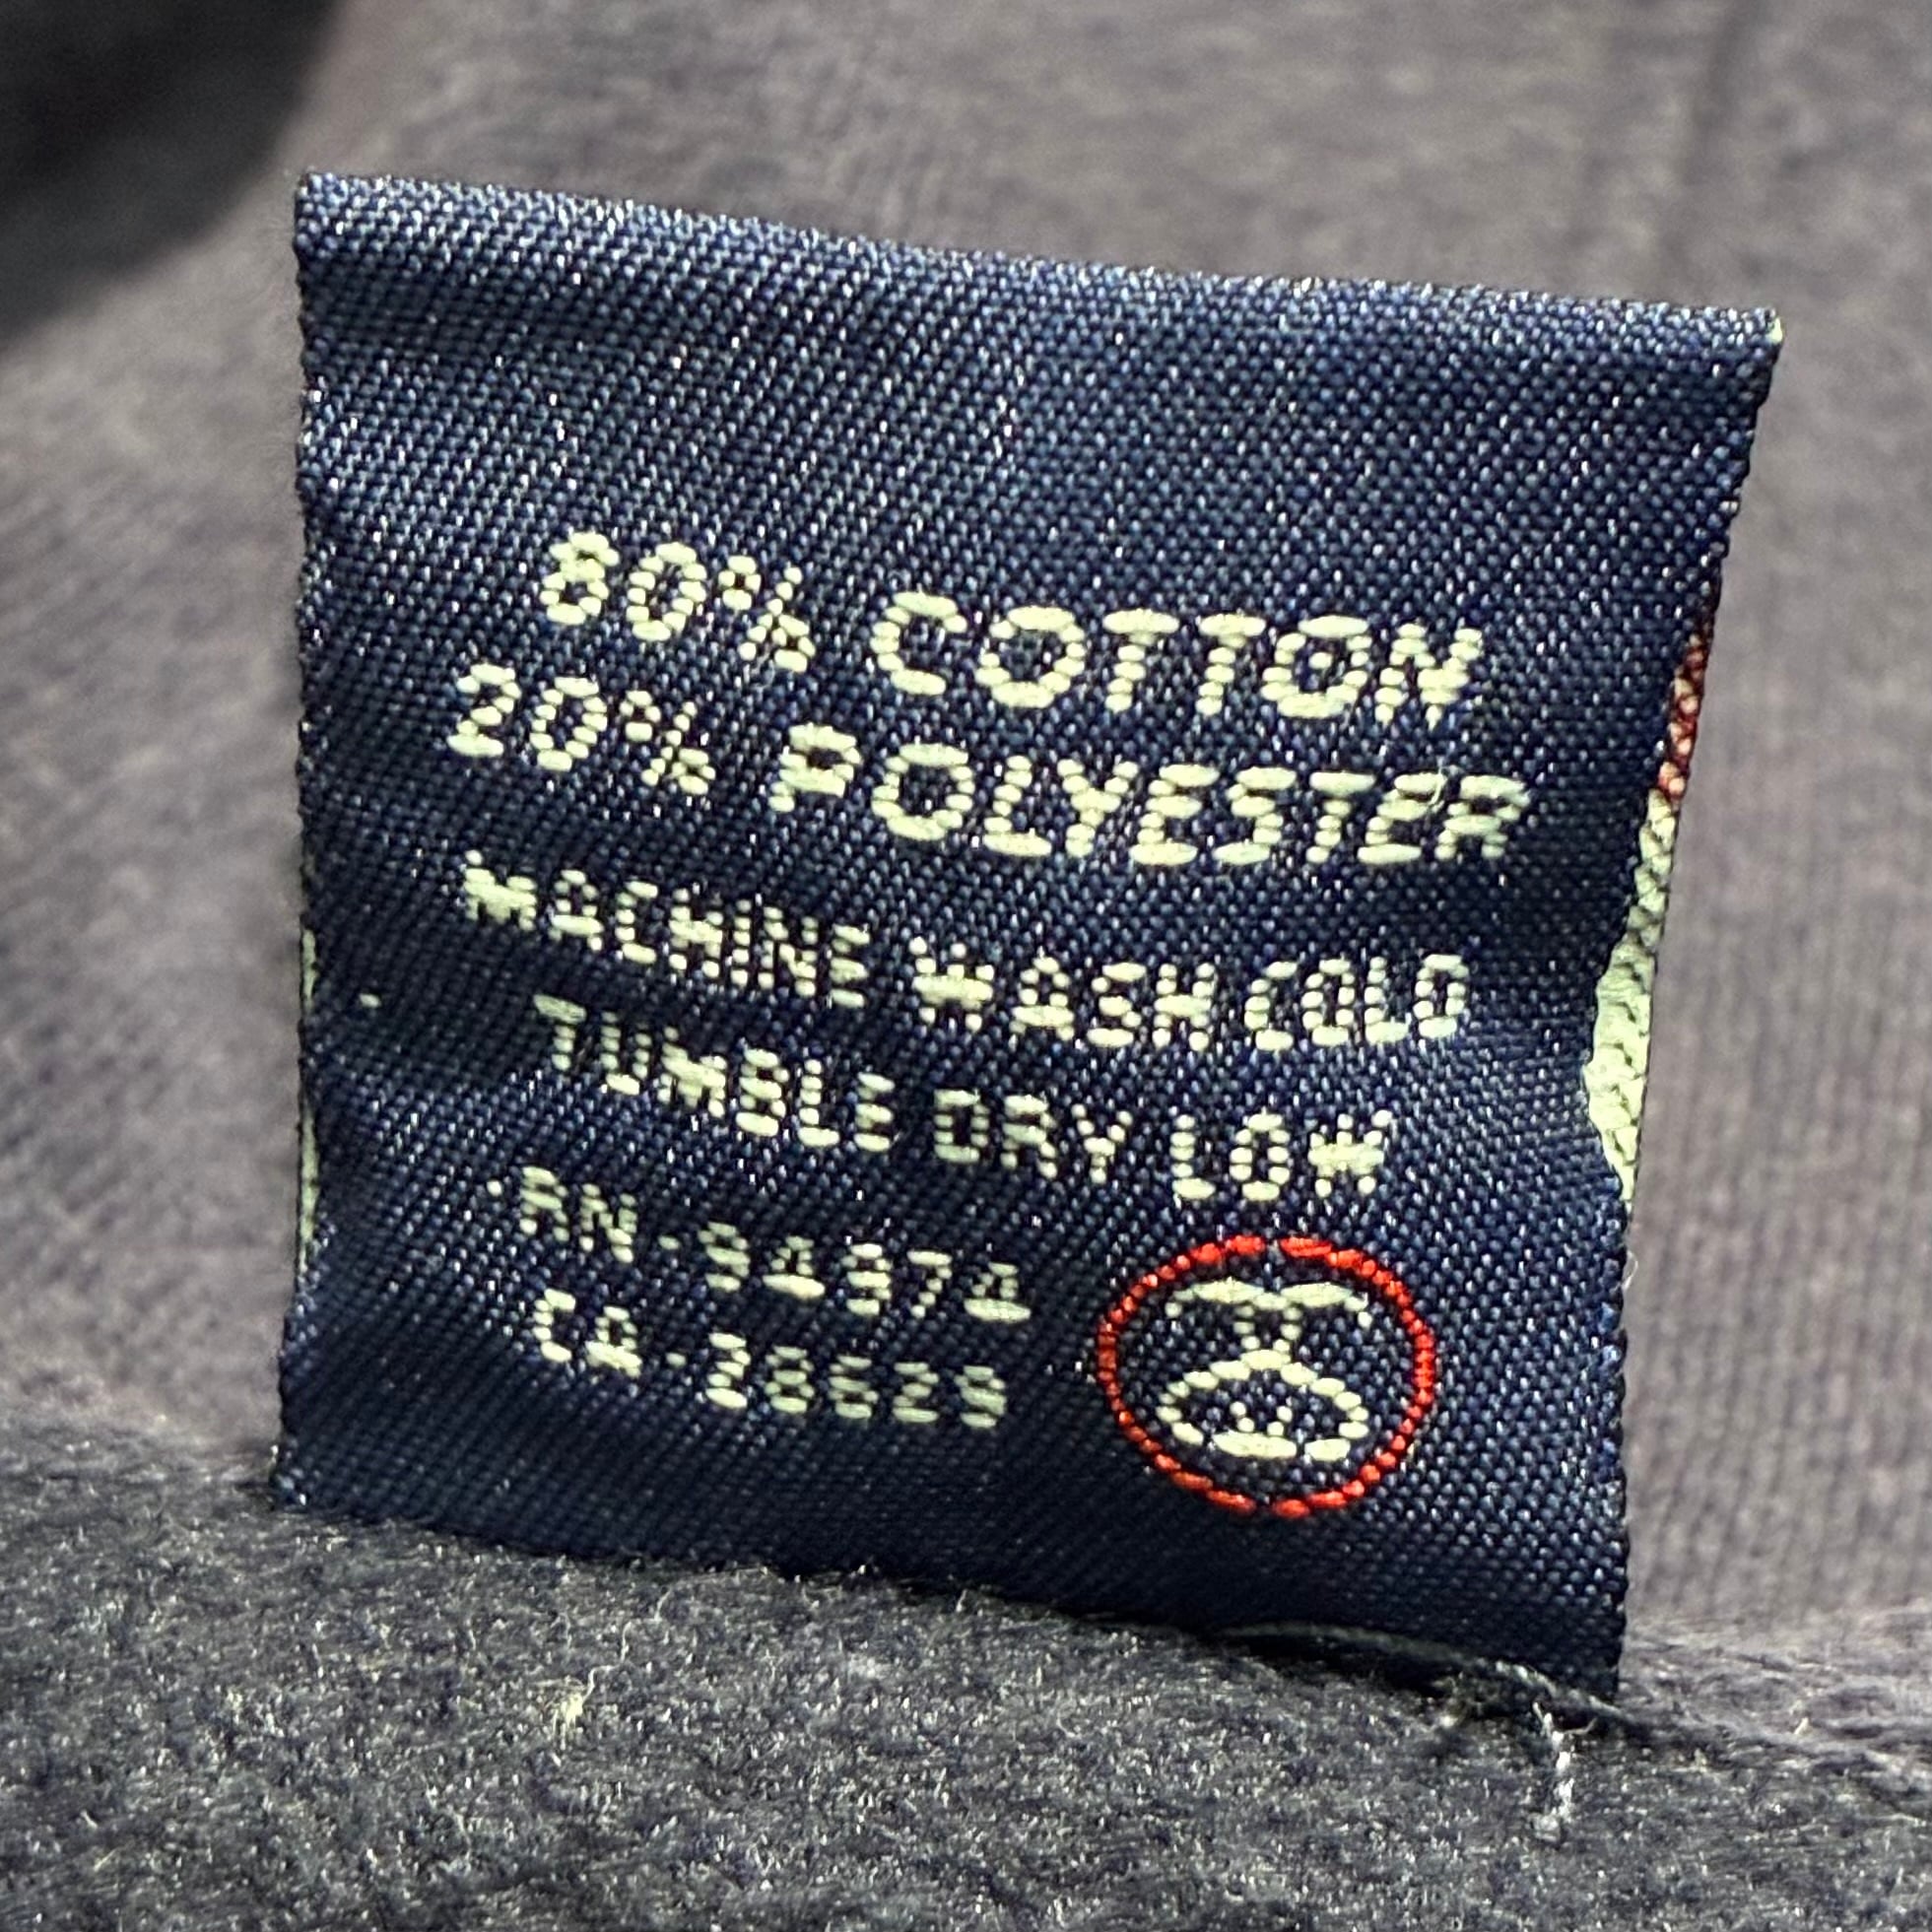 80% COTTON
20% POLYESTER
MACHINE WASH COLD
TUMBLE DRY LOW
RN-94974
CA-28629